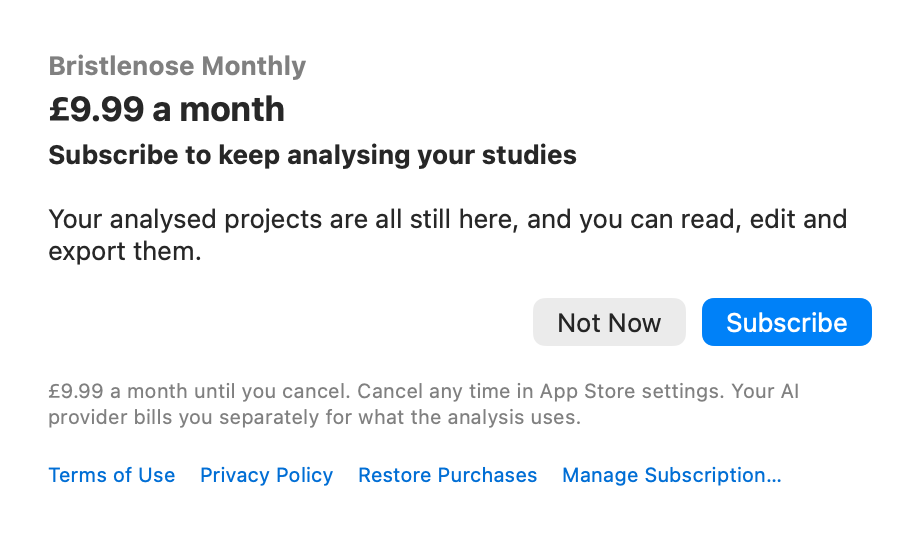 Bristlenose Monthly
£9.99 a month
Subscribe to keep analysing your studies
Your analysed projects are all still here, and you can read, edit and
export them.
Not Now
Subscribe
£9.99 a month until you cancel. Cancel any time in App Store settings. Your AI
provider bills you separately for what the analysis uses.
Terms of Use
Privacy Policy
Restore Purchases
Manage Subscription...